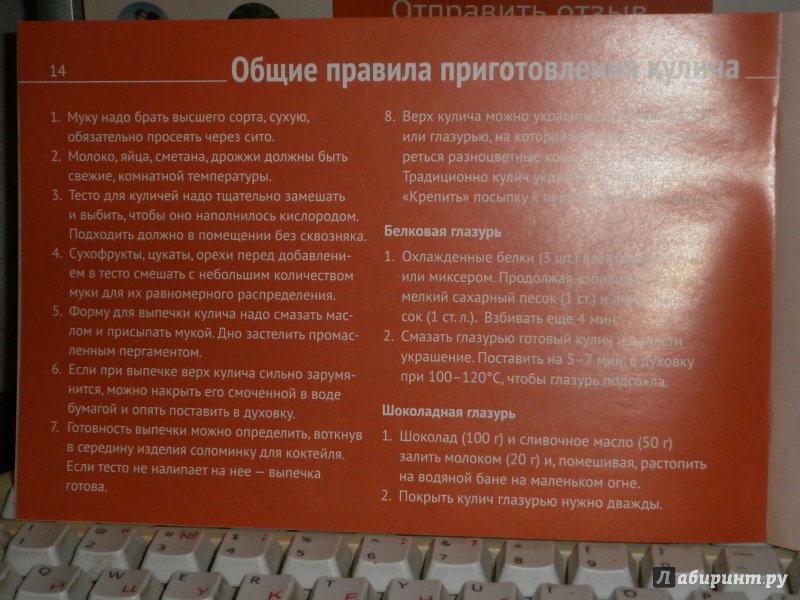 Отправить отзыв
14
Общие правила приготовления кулича
1. Муку надо брать высшего сорта, сухую,
обязательно просеять через сито.
2. Молоко, яйца, сметана, дрожжи должны быть
свежие, комнатной температуры.
3. Тесто для куличей надо тщательно замешать
и выбить, чтобы оно наполнилось кислородом.
Подходить должно в помещении без сквозняка.
4. Сухофрукты, цукаты, орехи перед добавлени-
ем в тесто смешать с небольшим количеством
муки для их равномерного распределения.
5. Форму для выпечки кулича надо смазать мас-
лом и присыпать мукой. Дно застелить промас-
ленным пергаментом.
6. Если при выпечке верх кулича сильно зарумя-
нится, можно накрыть его смоченной в воде
бумагой и опять поставить в духовку.
7. Готовность выпечки можно определить, воткнув
в середину изделия соломинку для коктейля.
Если тесто не налипает на нее — выпечка
готова.
8. Верх кулича можно украсить
или глазурью, на которой
реться разноцветные
Традиционно кулич
«Крепить» посыпку к
Белковая глазурь
1. Охлажденные белки (3 шт.)
или миксером. Продолжая
мелкий сахарный песок (1 ст.) и
сок (1 ст. л.). Взбивать еще 4 мин.
2. Смазать глазурью готовый кулич и
украшение. Поставить на 5–7 мин. в духовку
при 100–120°C, чтобы глазурь подсохла.
Шоколадная глазурь
1. Шоколад (100 г) и сливочное масло (50 г)
залить молоком (20 г) и, помешивая, растопить
на водяной бане на маленьком огне.
2. Покрыть кулич глазурью нужно дважды.
Лабиринт.ру